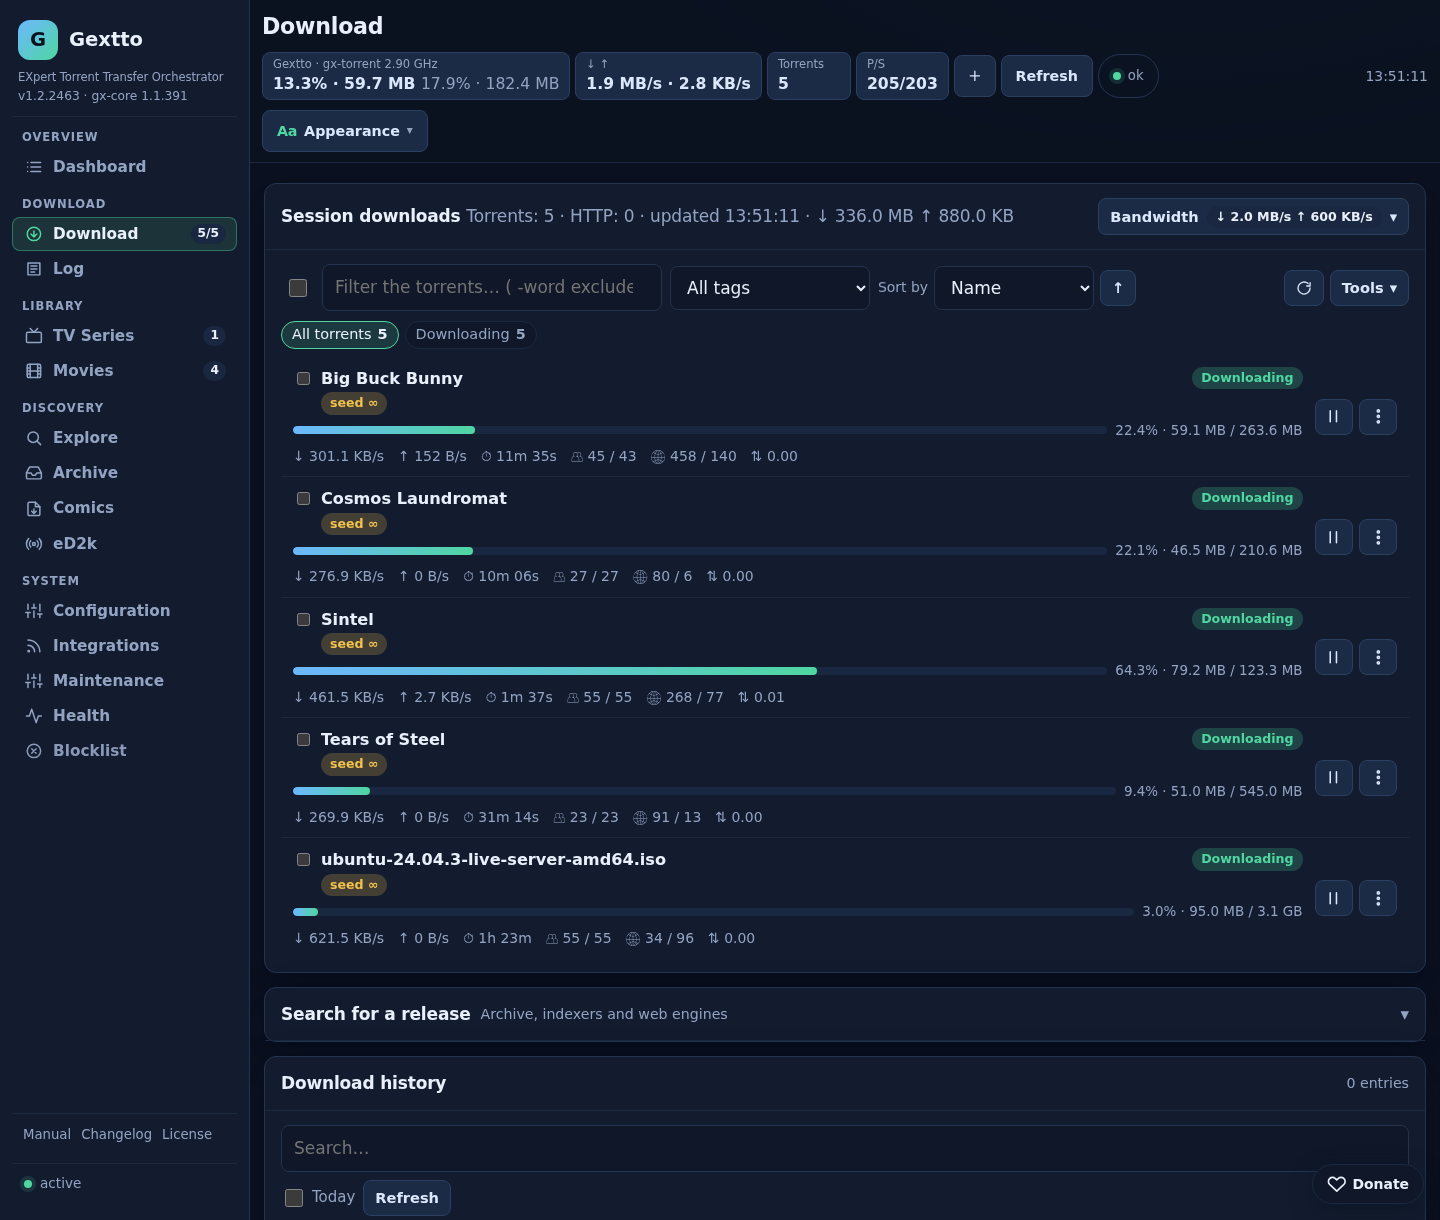 G Gextto
EXpert Torrent Transfer Orchestrator
v1.2.2463 · gx-core 1.1.391
OVERVIEW
Dashboard
DOWNLOAD
Download 5/5
Log
LIBRARY
TV Series 1
Movies 4
DISCOVERY
Explore
Archive
Comics
eD2k
SYSTEM
Configuration
Integrations
Maintenance
Health
Blocklist
Manual Changelog License
active
Download
Gextto · gx-torrent 2.90 GHz
13.3% · 59.7 MB 17.9% · 182.4 MB
↓ ↑
1.9 MB/s · 2.8 KB/s
Torrents
5
P/S
205/203
+
Refresh
ok
13:51:11
Aa Appearance ▾
Session downloads Torrents: 5 · HTTP: 0 · updated 13:51:11 · ↓ 336.0 MB ↑ 880.0 KB
Bandwidth ↓ 2.0 MB/s ↑ 600 KB/s ▾
Filter the torrents... ( -word exclude
All tags
Sort by
Name
↑
Tools ▾
All torrents 5 Downloading 5
Big Buck Bunny Downloading
seed ∞
22.4% · 59.1 MB / 263.6 MB
↓ 301.1 KB/s ↑ 152 B/s ⏱ 11m 35s 45 / 43 458 / 140 ⇅ 0.00
Cosmos Laundromat Downloading
seed ∞
22.1% · 46.5 MB / 210.6 MB
↓ 276.9 KB/s ↑ 0 B/s ⏱ 10m 06s 27 / 27 80 / 6 ⇅ 0.00
Sintel Downloading
seed ∞
64.3% · 79.2 MB / 123.3 MB
↓ 461.5 KB/s ↑ 2.7 KB/s ⏱ 1m 37s 55 / 55 268 / 77 ⇅ 0.01
Tears of Steel Downloading
seed ∞
9.4% · 51.0 MB / 545.0 MB
↓ 269.9 KB/s ↑ 0 B/s ⏱ 31m 14s 23 / 23 91 / 13 ⇅ 0.00
ubuntu-24.04.3-live-server-amd64.iso Downloading
seed ∞
3.0% · 95.0 MB / 3.1 GB
↓ 621.5 KB/s ↑ 0 B/s ⏱ 1h 23m 55 / 55 34 / 96 ⇅ 0.00
Search for a release Archive, indexers and web engines ▾
Download history 0 entries
Search...
Today Refresh
Donate